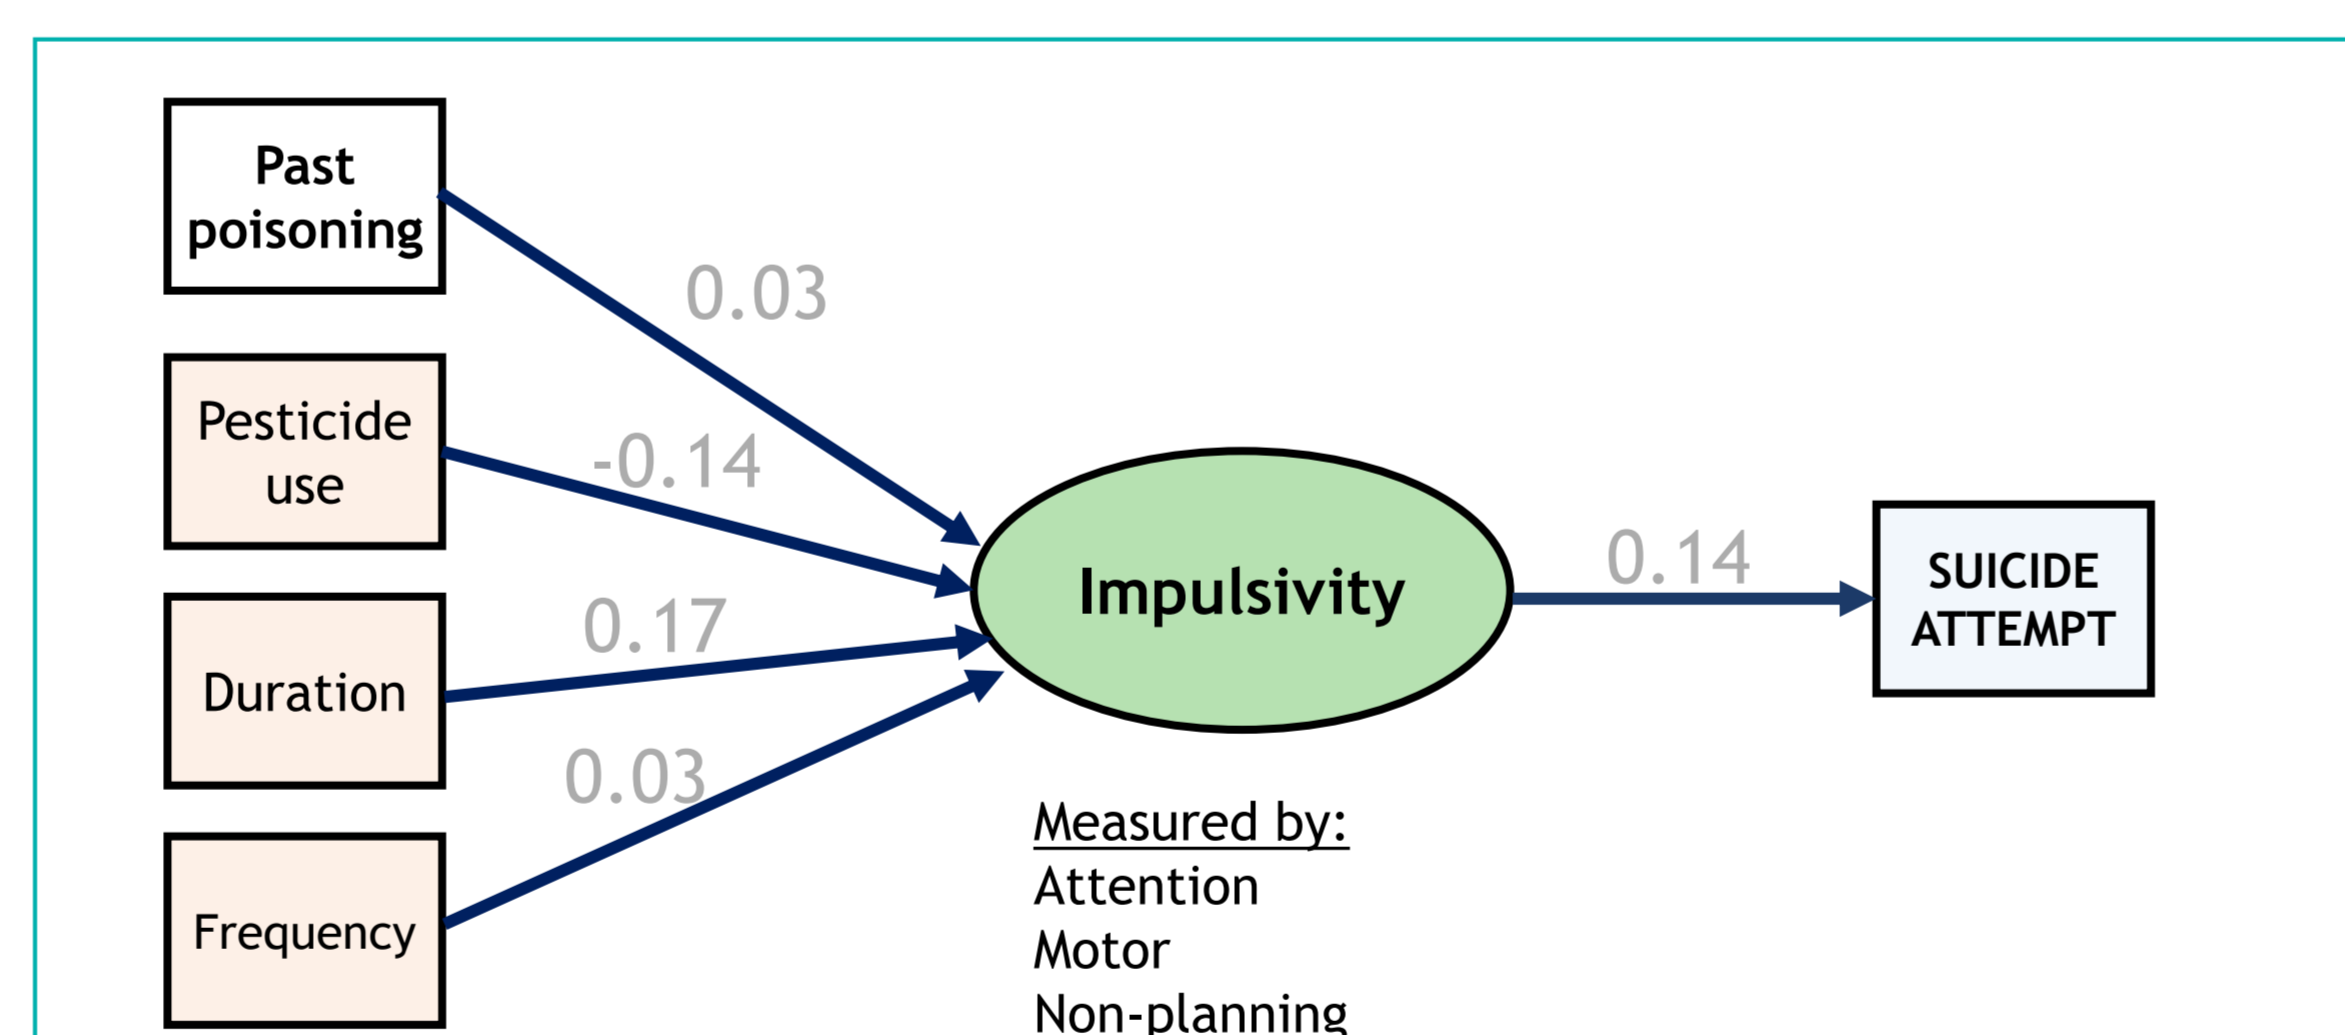 Past
poisoning
0.03
Pesticide
use
-0.14
Duration
0.17
Frequency
0.03
Impulsivity
0.14
SUICIDE
ATTEMPT
Measured by:
Attention
Motor
Non-planning